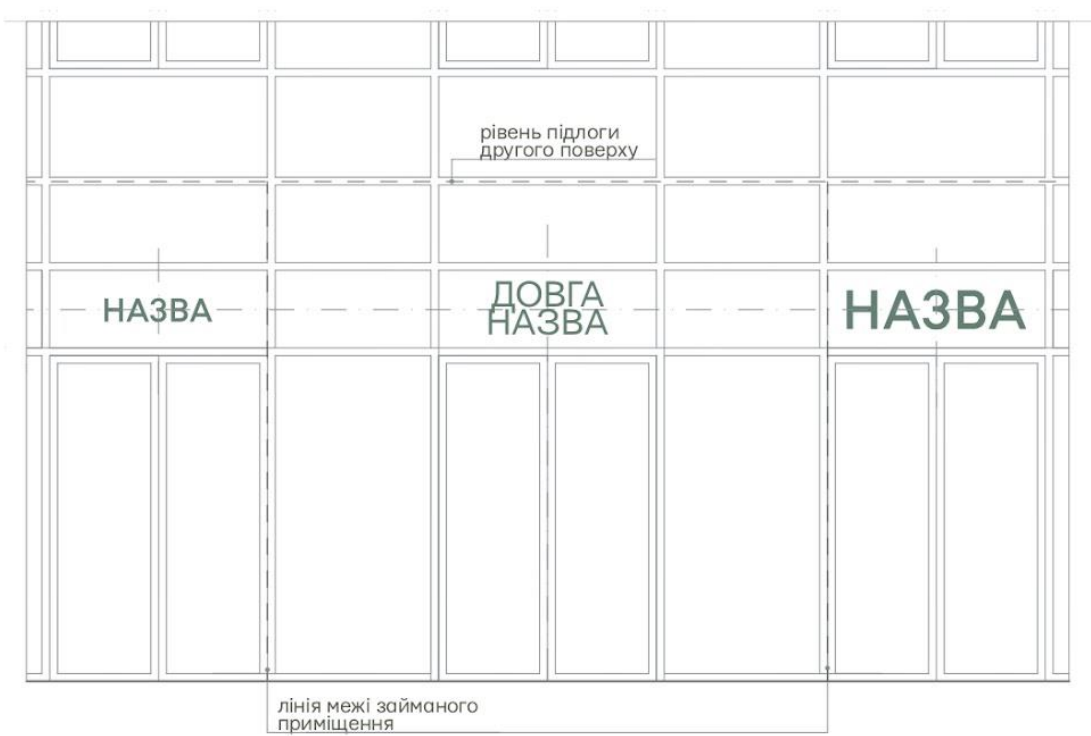 рівень підлоги
другого поверху
НАЗВА
ДОВГА
НАЗВА
НАЗВА
лінія межі займаного
приміщення